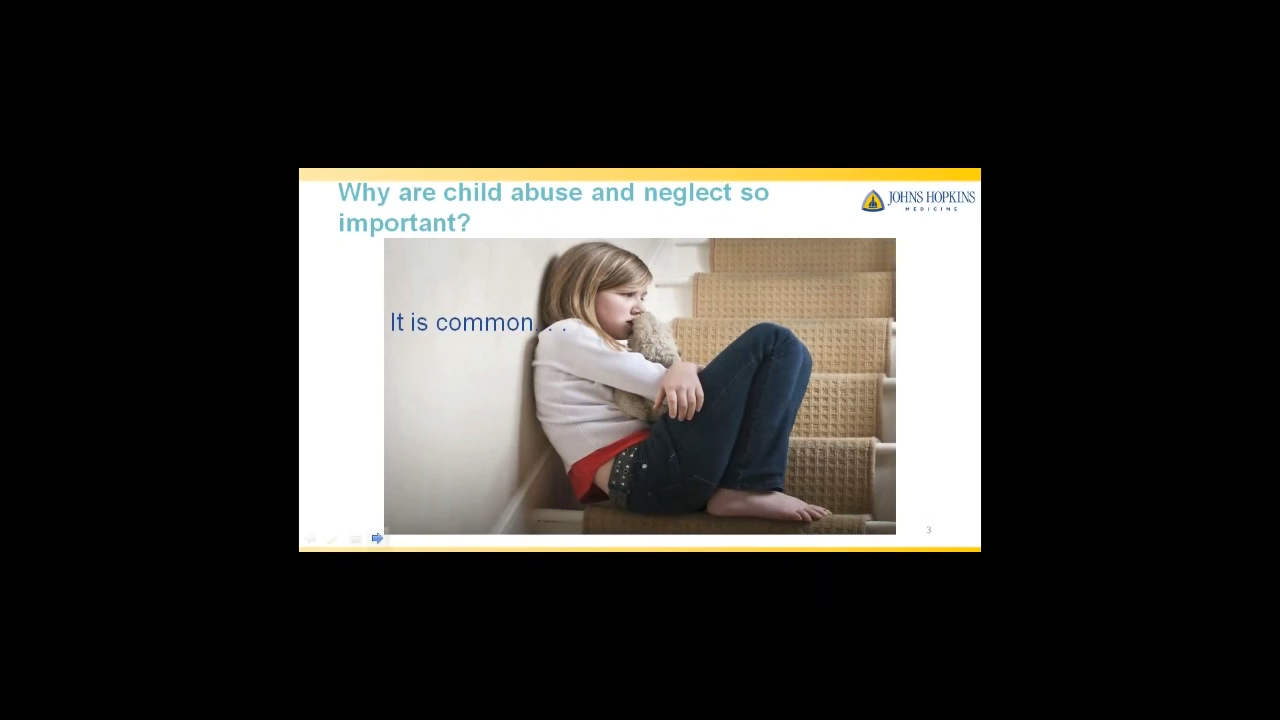 Why are child abuse and neglect so
important?
JOHNS HOPKINS
MEDICINE
It is common. . .
3